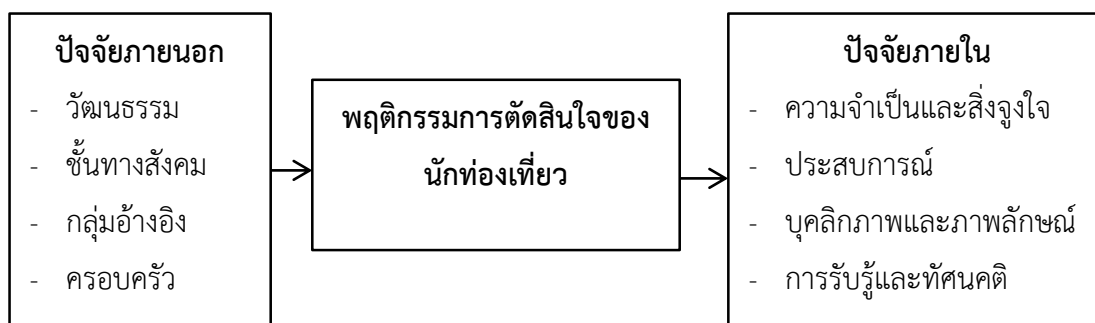 ปัจจัยภายนอก
- วัฒนธรรม
- ชั้นทางสังคม
- กลุ่มอ้างอิง
- ครอบครัว
พฤติกรรมการตัดสินใจของ
นักท่องเที่ยว
ปัจจัยภายใน
- ความจำเป็นและสิ่งจูงใจ
- ประสบการณ์
- บุคลิกภาพและภาพลักษณ์
- การรับรู้และทัศนคติ